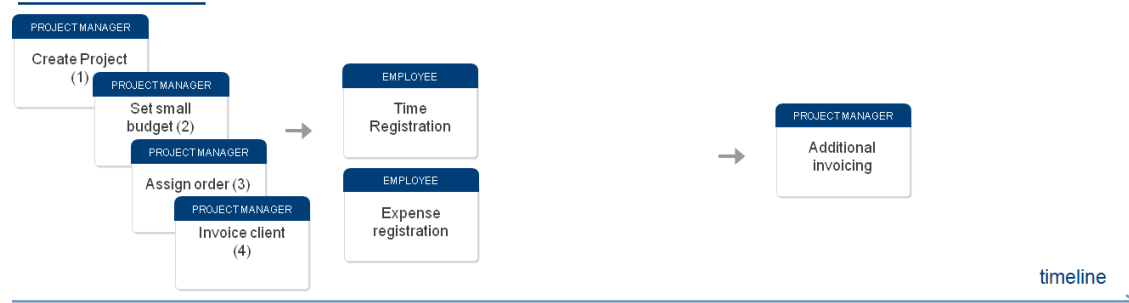 PROJECTMANAGER
Create Project
(1)
PROJECTMANAGER
Set small
budget (2)
PROJECTMANAGER
Assign order (3)
PROJECTMANAGER
Invoice client
(4)
EMPLOYEE
Time
Registration
EMPLOYEE
Expense
registration
PROJECTMANAGER
Additional
invoicing
timeline